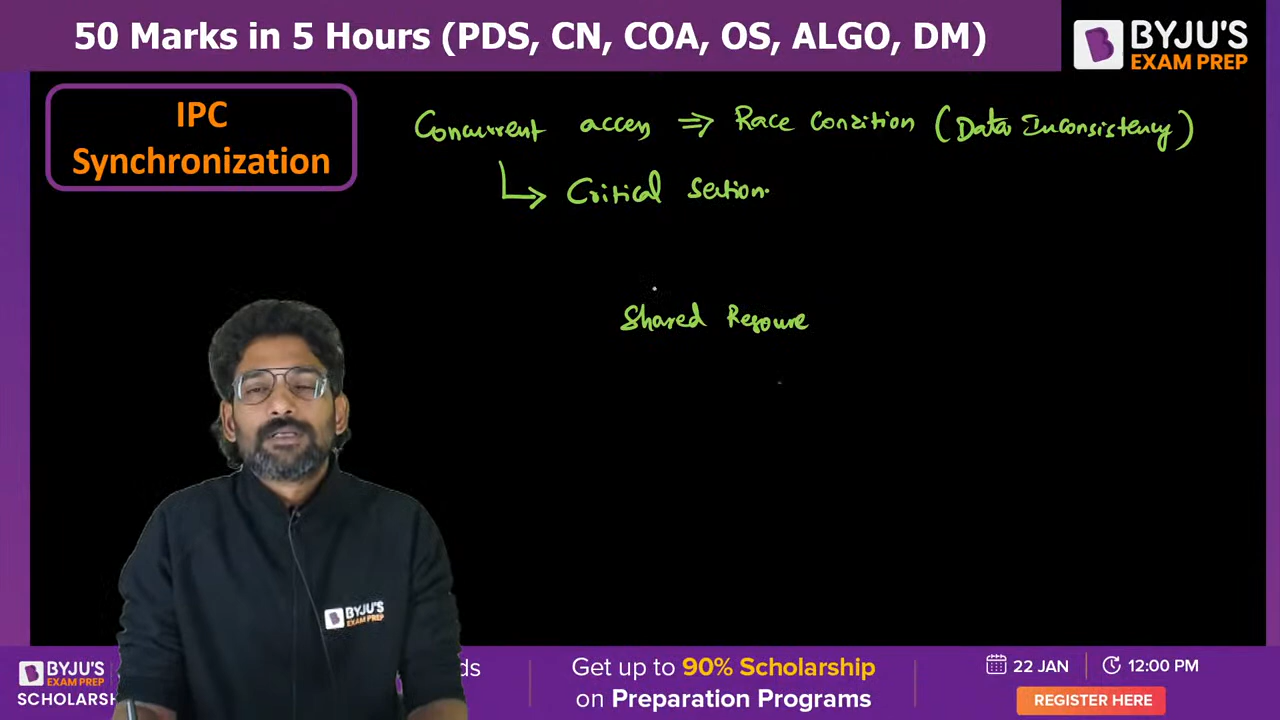 50 Marks in 5 Hours (PDS, CN, COA, OS, ALGO, DM)
BYJU'S
EXAM PREP
IPC
Synchronization
Concurrent acces ⇒ Race Condition (Data Inconsistency)
↳ Critical Section.
Shared Resource
BYJU'S
EXAM PREP
BYJU'S
EXAM PREP
SCHOLARSH
ds
Get up to 90% Scholarship
on Preparation Programs
22 JAN
12:00 PM
REGISTER HERE